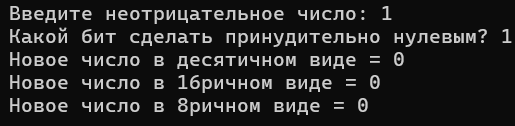 Введите неотрицательное число: 1
Какой бит сделать принудительно нулевым? 1
Новое число в десятичном виде = 0
Новое число в 16ричном виде = 0
Новое число в 8ричном виде = 0